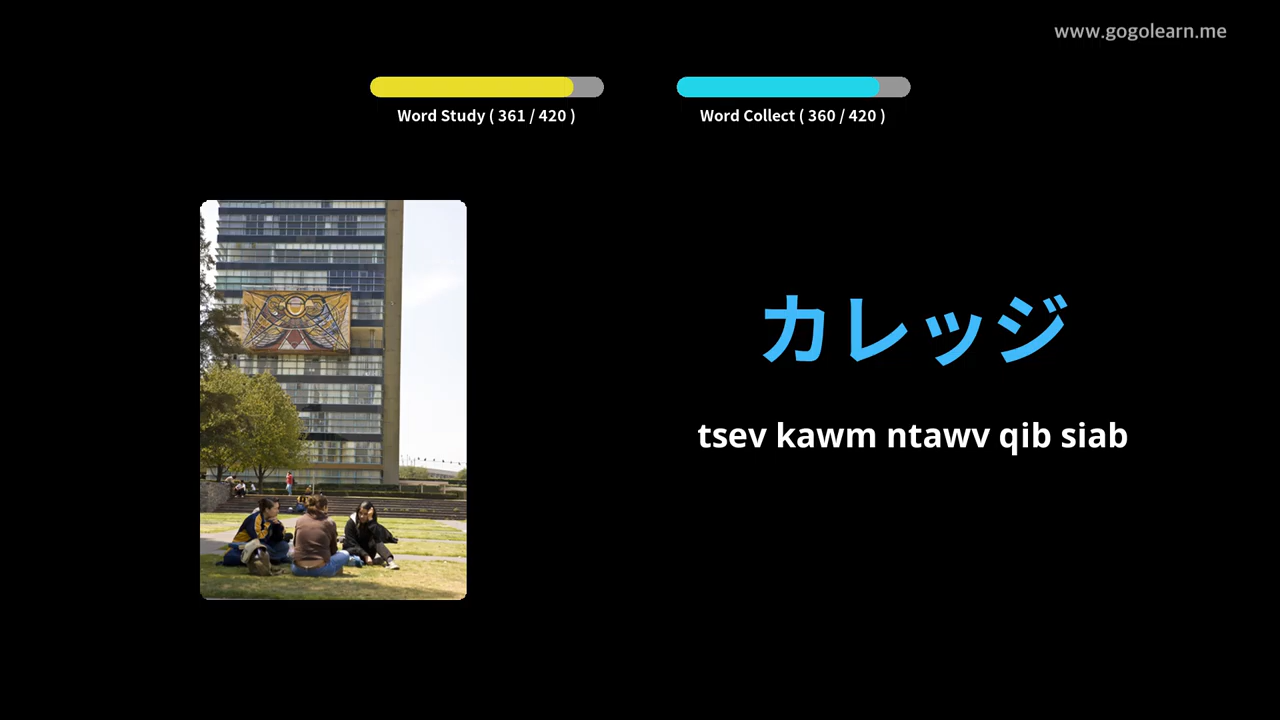 www.gogolearn.me
Word Study ( 361 / 420 )
Word Collect ( 360 / 420 )
カレッジ
tsev kawm ntawv qib siab